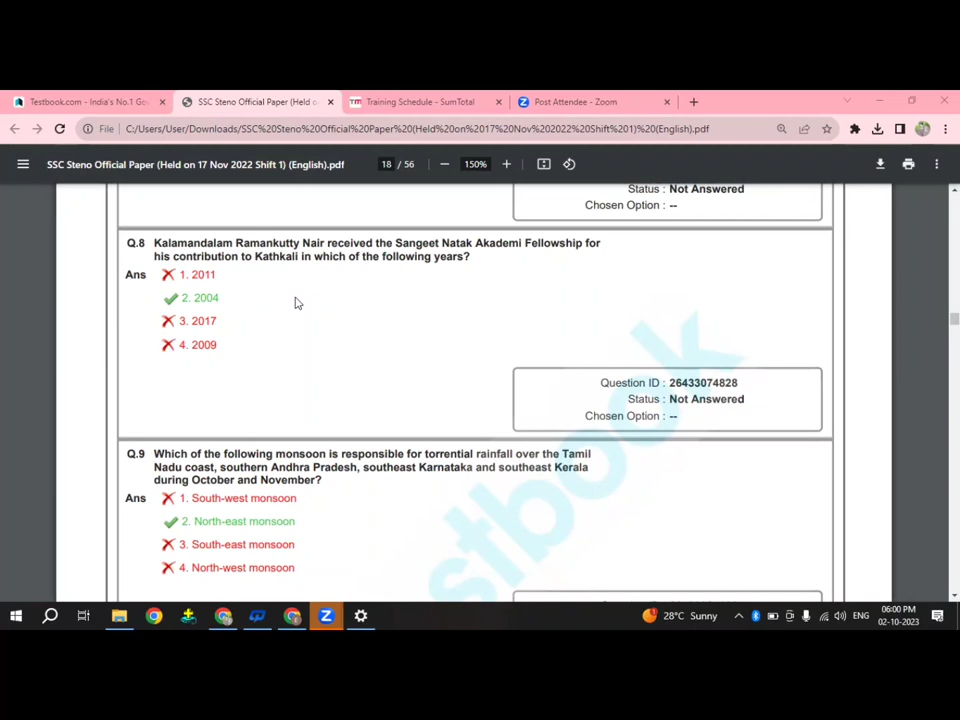 Testbook.com - India's No.1 Go
SSC Steno Official Paper (Held o
Training Schedule - SumTotal
Post Attendee - Zoom
File
C:/Users/User/Downloads/SSC%20Steno%20Official%20Paper%20(Held%20on%2017%20Nov%202022%20Shift%201)%20(English).pdf
SSC Steno Official Paper (Held on 17 Nov 2022 Shift 1) (English).pdf
18 / 56
150%
Status : Not Answered
Chosen Option : --
Q.8 Kalamandalam Ramankutty Nair received the Sangeet Natak Akademi Fellowship for
his contribution to Kathkali in which of the following years?
Ans 1. 2011
2. 2004
3. 2017
4. 2009
Question ID : 26433074828
Status : Not Answered
Chosen Option : --
Q.9 Which of the following monsoon is responsible for torrential rainfall over the Tamil
Nadu coast, southern Andhra Pradesh, southeast Karnataka and southeast Kerala
during October and November?
Ans 1. South-west monsoon
2. North-east monsoon
3. South-east monsoon
4. North-west monsoon
stbook
28°C Sunny
ENG
06:00 PM
02-10-2023